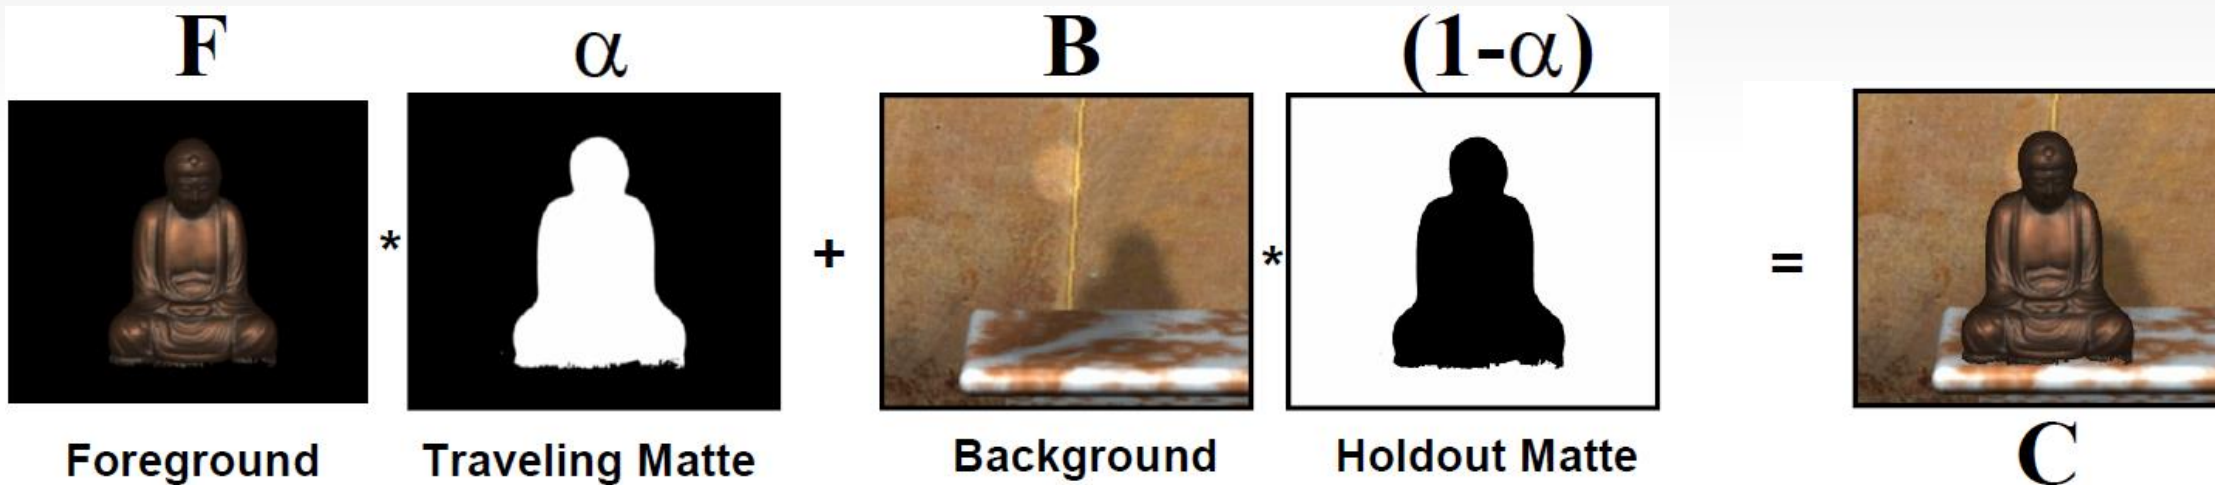 F α B (1-α)
* + * =
Foreground Traveling Matte Background Holdout Matte C